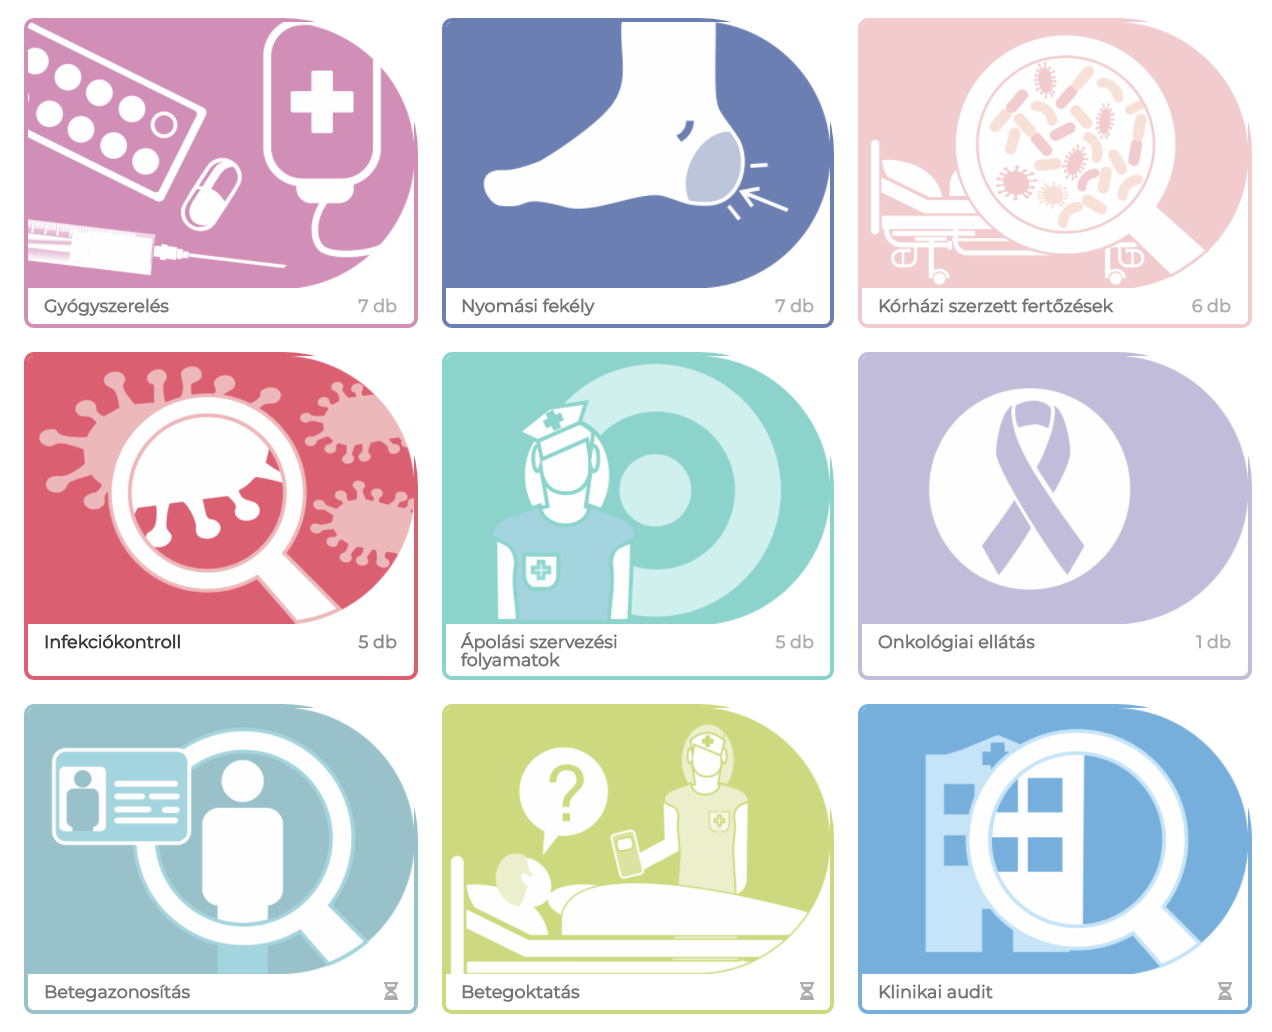 Gyógyszerelés 7 db
Nyomási fekély 7 db
Kórházi szerzett fertőzések 6 db
Infekciókontroll 5 db
Ápolási szervezési 5 db
folyamatok
Onkológiai ellátás 1 db
Betegazonosítás
Betegoktatás
Klinikai audit
?